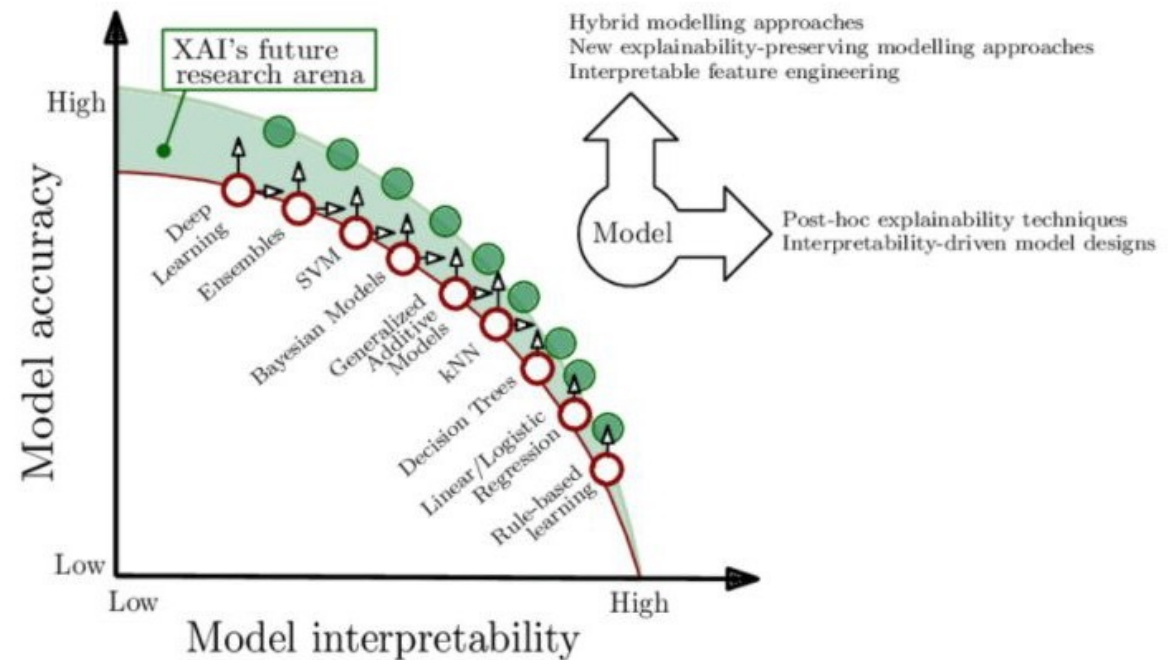 Hybrid modelling approaches
New explainability-preserving modelling approaches
Interpretable feature engineering
XAI's future
research arena
High
Model accuracy
Deep
Learning
Ensembles
SVM
Bayesian Models
Generalized
Additive
Models
kNN
Decision Trees
Linear/Logistic
Regression
Rule-based
learning
Model
Post-hoc explainability techniques
Interpretability-driven model designs
Low
Low
High
Model interpretability